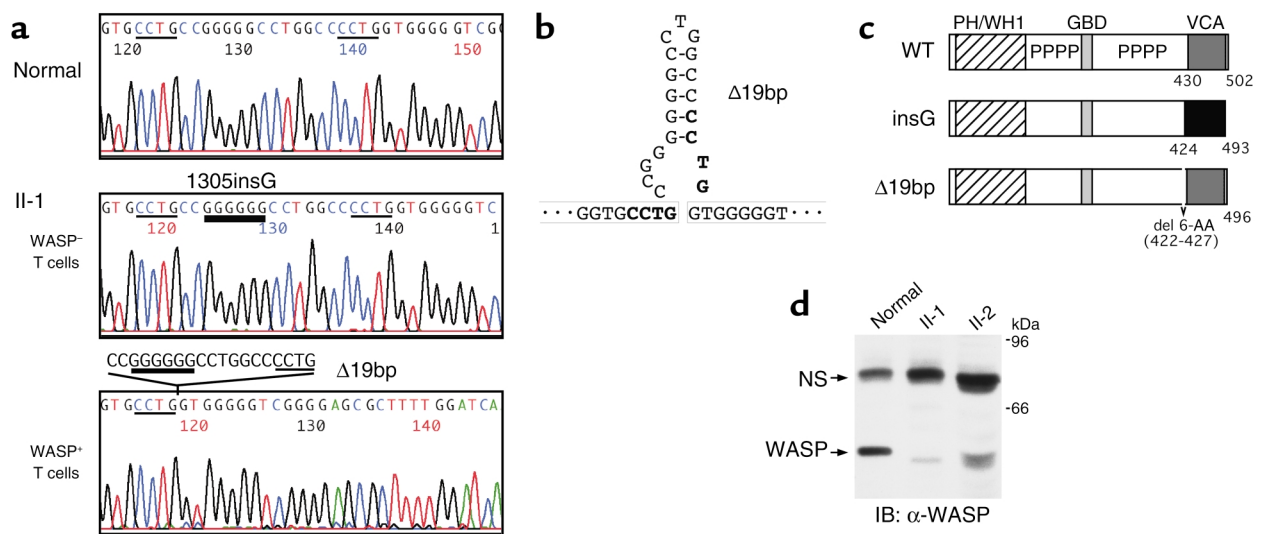 a
GTGCCTGCCGGGGGCCTGGCCCCTGGTGGGGGTCG
120 130 140 150
Normal
1305insG
II-1
GTGCCTGCCGGGGGGCCTGGCCCCTGGTGGGGGTC
120 130 140 1
WASP⁻
T cells
CCGGGGGGCCTGGCCCCTG
Δ19bp
GTGCCTGGTGGGGGTCGGGGAGCGCTTTTGGATCA
120 130 140
WASP⁺
T cells
b
T
C G
C-G
C-C
G-C
G-C
G-C
G T
C G
C
Δ19bp
···GGTGCCTG GTGGGGGT···
c
PH/WH1 GBD VCA
WT PPPP PPPP
430 502
insG
424 493
Δ19bp
496
del 6-AA
(422-427)
d
Normal II-1 II-2
kDa
-96
NS
-66
WASP
IB: α-WASP